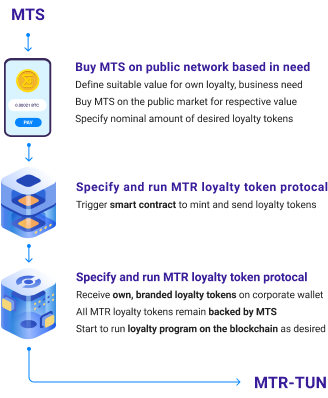 MTS
Buy MTS on public network based in need
Define suitable value for own loyalty, business need
Buy MTS on the public market for respective value
Specify nominal amount of desired loyalty tokens
0.98021 BTC
PAY
Specify and run MTR loyalty token protocal
Trigger smart contract to mint and send loyalty tokens
Specify and run MTR loyalty token protocal
Receive own, branded loyalty tokens on corporate wallet
All MTR loyalty tokens remain backed by MTS
Start to run loyalty program on the blockchain as desired
MTR-TUN